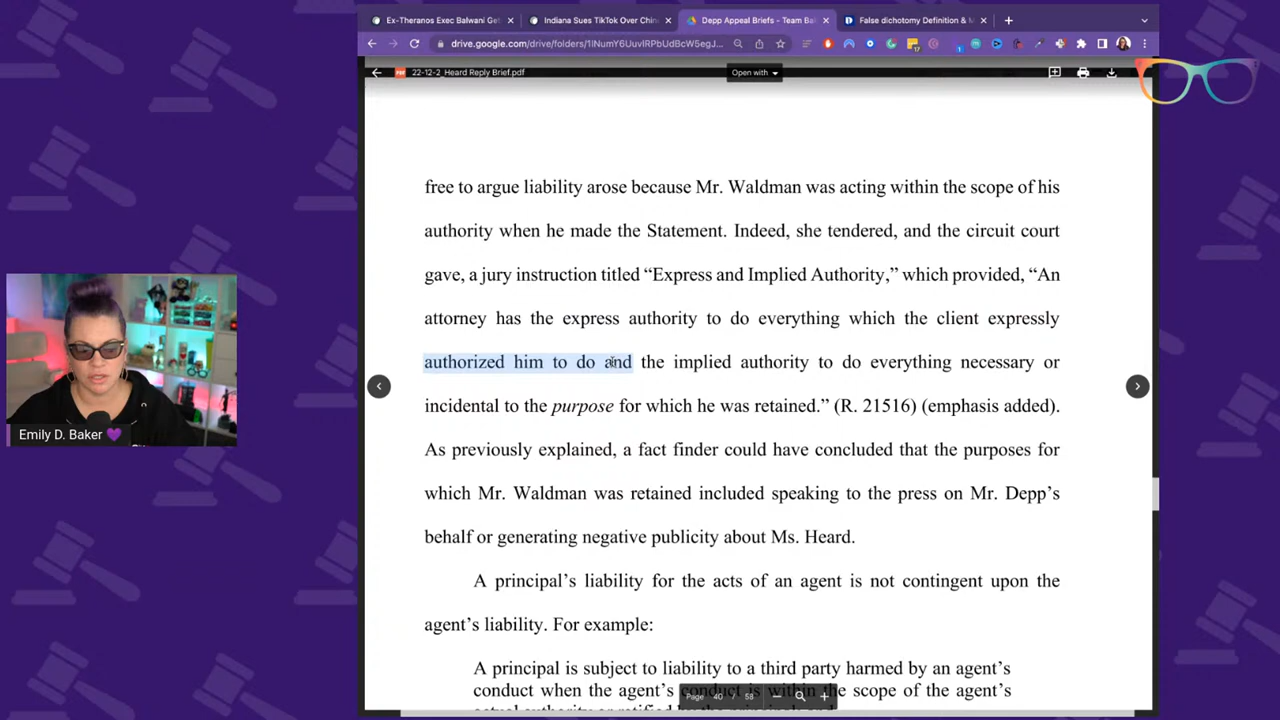 Ex-Theranos Exec Balwani Get
Indiana Sues TikTok Over Chin
Depp Appeal Briefs - Team Ba
False dichotomy Definition & M
drive.google.com/drive/folders/
22-12-2_Heard Reply Brief.pdf
Open with
free to argue liability arose because Mr. Waldman was acting within the scope of his
authority when he made the Statement. Indeed, she tendered, and the circuit court
gave, a jury instruction titled “Express and Implied Authority,” which provided, “An
attorney has the express authority to do everything which the client expressly
authorized him to do and the implied authority to do everything necessary or
incidental to the purpose for which he was retained.” (R. 21516) (emphasis added).
As previously explained, a fact finder could have concluded that the purposes for
which Mr. Waldman was retained included speaking to the press on Mr. Depp’s
behalf or generating negative publicity about Ms. Heard.
A principal’s liability for the acts of an agent is not contingent upon the
agent’s liability. For example:
A principal is subject to liability to a third party harmed by an agent’s
conduct when the agent’s conduct is within the scope of the agent’s
Page 40 / 58
Emily D. Baker